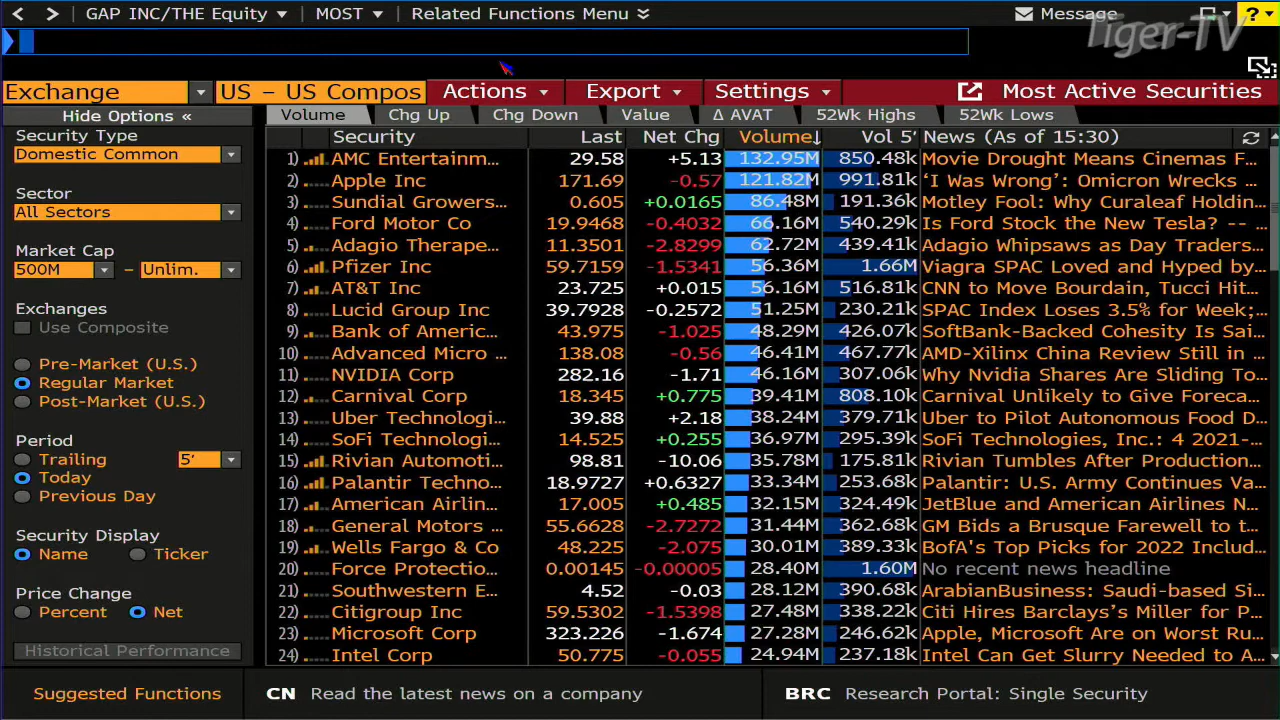 < > GAP INC/THE Equity MOST Related Functions Menu Message ?
Tiger-TV
Exchange US - US Compos Actions Export Settings Most Active Securities
Hide Options « Volume Chg Up Chg Down Value Δ AVAT 52Wk Highs 52Wk Lows
Security Type
Domestic Common
Sector
All Sectors
Market Cap
500M - Unlim.
Exchanges
Use Composite
Pre-Market (U.S.)
Regular Market
Post-Market (U.S.)
Period
Trailing 5'
Today
Previous Day
Security Display
Name Ticker
Price Change
Percent Net
Historical Performance
Security Last Net Chg Volume↓ Vol 5' News (As of 15:30)
1) AMC Entertainm... 29.58 +5.13 132.95M 850.48k Movie Drought Means Cinemas F...
2) Apple Inc 171.69 -0.57 121.82M 991.81k ‘I Was Wrong’: Omicron Wrecks ...
3) Sundial Growers... 0.605 +0.0165 86.48M 191.36k Motley Fool: Why Curaleaf Holdin...
4) Ford Motor Co 19.9468 -0.4032 66.16M 540.29k Is Ford Stock the New Tesla? -- ...
5) Adagio Therape... 11.3501 -2.8299 62.72M 439.41k Adagio Whipsaws as Day Traders...
6) Pfizer Inc 59.7159 -1.5341 56.36M 1.66M Viagra SPAC Loved and Hyped by...
7) AT&T Inc 23.725 +0.015 56.16M 516.81k CNN to Move Bourdain, Tucci Hit...
8) Lucid Group Inc 39.7928 -0.2572 51.25M 230.21k SPAC Index Loses 3.5% for Week;...
9) Bank of Americ... 43.975 -1.025 48.29M 426.07k SoftBank-Backed Cohesity Is Sai...
10) Advanced Micro ... 138.08 -0.56 46.41M 467.77k AMD-Xilinx China Review Still in ...
11) NVIDIA Corp 282.16 -1.71 46.16M 307.06k Why Nvidia Shares Are Sliding To...
12) Carnival Corp 18.345 +0.775 39.41M 808.10k Carnival Unlikely to Give Foreca...
13) Uber Technologi... 39.88 +2.18 38.24M 379.71k Uber to Pilot Autonomous Food D...
14) SoFi Technologi... 14.525 +0.255 36.97M 295.39k SoFi Technologies, Inc.: 4 2021-...
15) Rivian Automoti... 98.81 -10.06 35.78M 175.81k Rivian Tumbles After Production...
16) Palantir Techno... 18.9727 +0.6327 33.34M 253.68k Palantir: U.S. Army Continues Va...
17) American Airlin... 17.005 +0.485 32.15M 324.49k JetBlue and American Airlines N...
18) General Motors ... 55.6628 -2.7272 31.44M 362.68k GM Bids a Brusque Farewell to t...
19) Wells Fargo & Co 48.225 -2.075 30.01M 389.33k BofA's Top Picks for 2022 Includ...
20) Force Protectio... 0.00145 -0.00005 28.40M 1.60M No recent news headline
21) Southwestern E... 4.52 -0.03 28.12M 390.68k ArabianBusiness: Saudi-based Si...
22) Citigroup Inc 59.5302 -1.5398 27.48M 338.22k Citi Hires Barclays's Miller for P...
23) Microsoft Corp 323.226 -1.674 27.28M 246.62k Apple, Microsoft Are on Worst Ru...
24) Intel Corp 50.775 -0.055 24.94M 237.18k Intel Can Get Slurry Needed to A...
Suggested Functions CN Read the latest news on a company BRC Research Portal: Single Security